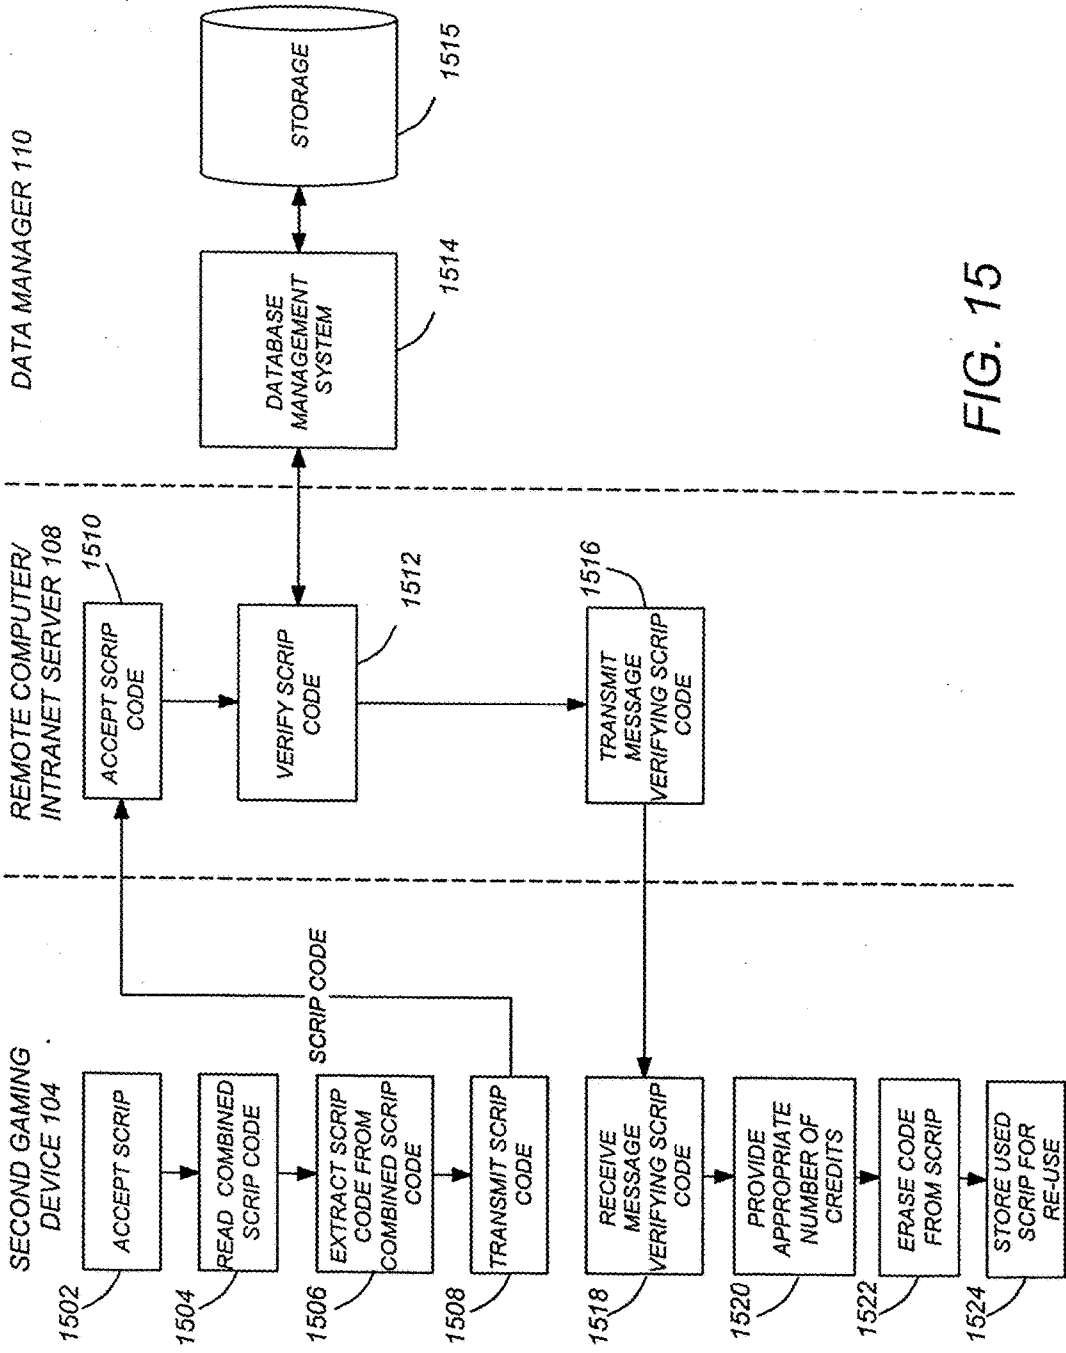 SECOND GAMING
DEVICE 104
REMOTE COMPUTER/
INTRANET SERVER 108
DATA MANAGER 110
1502
ACCEPT SCRIP
1504
READ COMBINED
SCRIP CODE
1506
EXTRACT SCRIP
CODE FROM
COMBINED SCRIP
CODE
1508
TRANSMIT SCRIP
CODE
SCRIP CODE
1510
ACCEPT SCRIP
CODE
1512
VERIFY SCRIP
CODE
DATABASE
MANAGEMENT
SYSTEM
1514
STORAGE
1515
1516
TRANSMIT
MESSAGE
VERIFYING SCRIP
CODE
1518
RECEIVE
MESSAGE
VERIFYING SCRIP
CODE
1520
PROVIDE
APPROPRIATE
NUMBER OF
CREDITS
1522
ERASE CODE
FROM SCRIP
1524
STORE USED
SCRIP FOR
RE-USE
FIG. 15